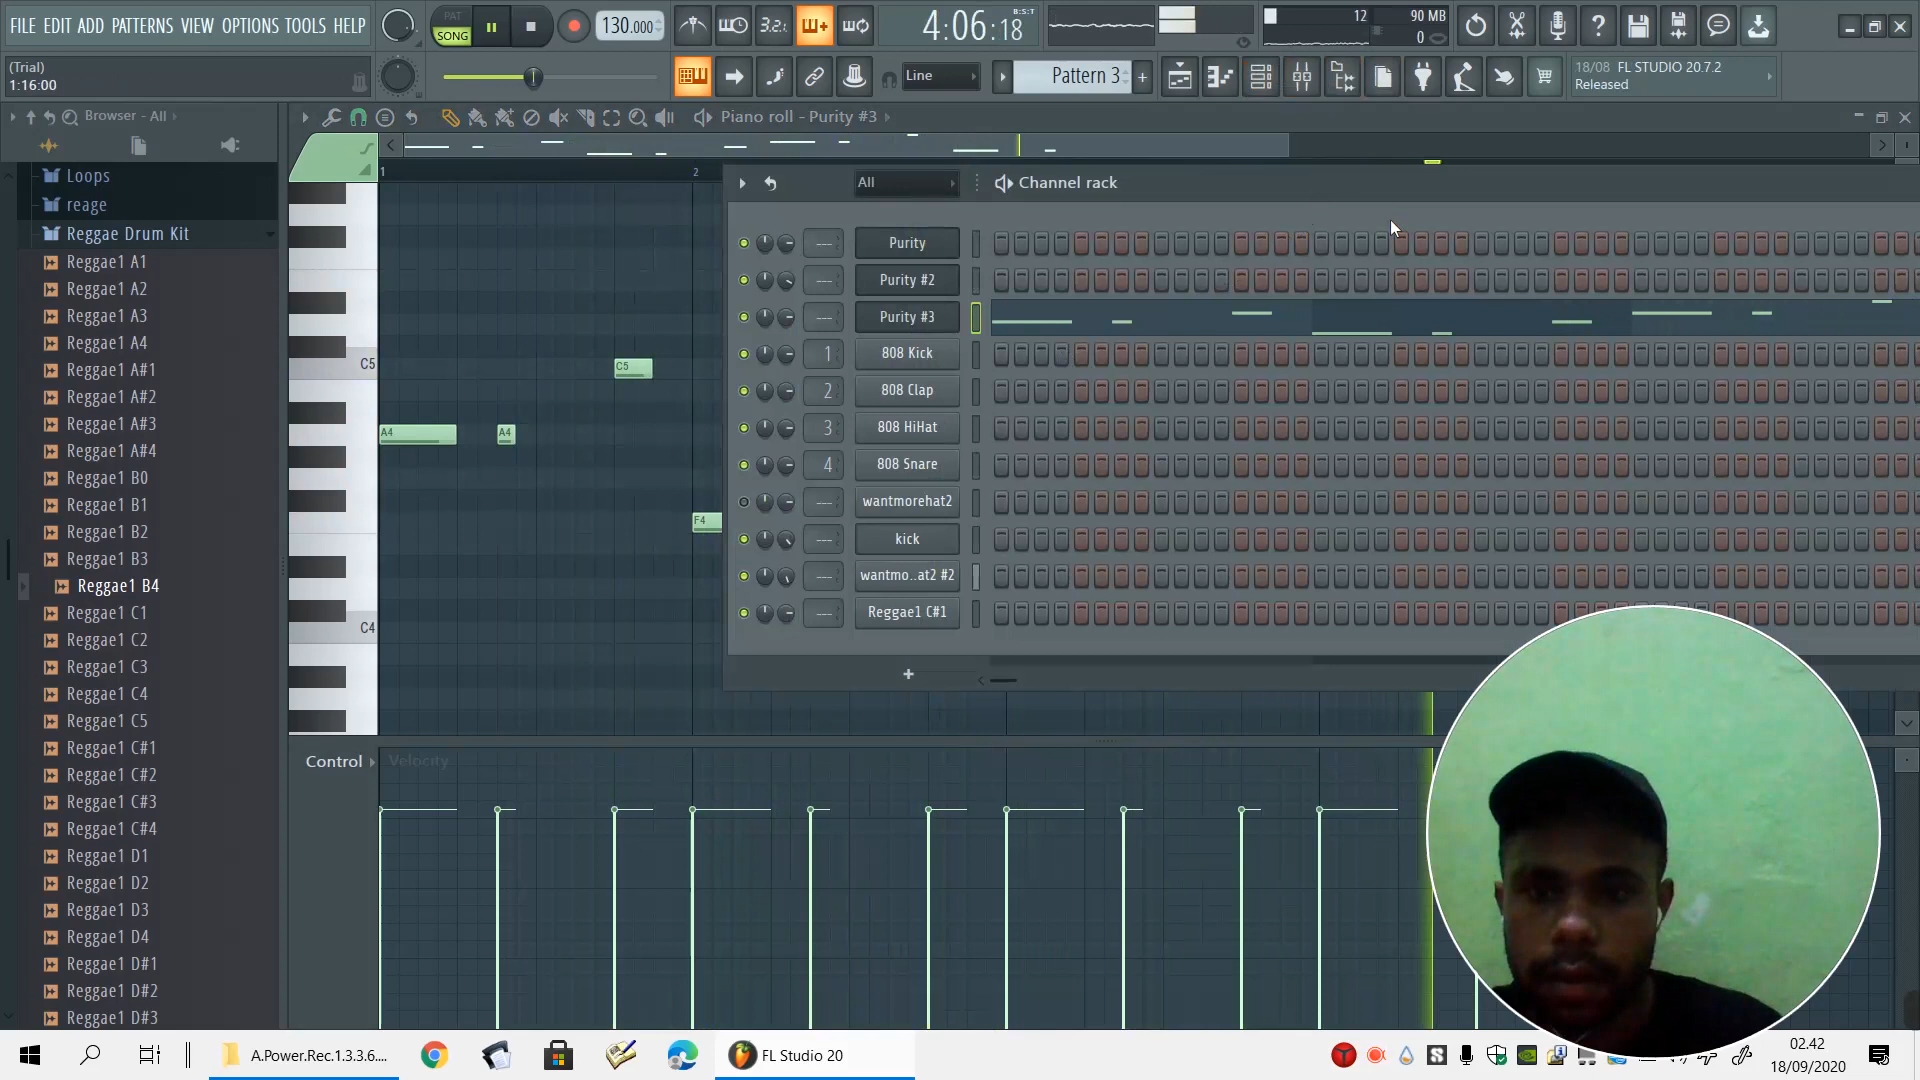 FILE EDIT ADD PATTERNS VIEW OPTIONS TOOLS HELP
PAT
SONG
130.000
3.2.
4:06:18
B:S:T
12
90 MB
0
(Trial)
1:16:00
Line
Pattern 3
+
18/08 FL STUDIO 20.7.2
Released
Browser - All
Piano roll - Purity #3
Loops
reage
Reggae Drum Kit
Reggae1 A1
Reggae1 A2
Reggae1 A3
Reggae1 A4
Reggae1 A#1
Reggae1 A#2
Reggae1 A#3
Reggae1 A#4
Reggae1 B0
Reggae1 B1
Reggae1 B2
Reggae1 B3
Reggae1 B4
Reggae1 C1
Reggae1 C2
Reggae1 C3
Reggae1 C4
Reggae1 C5
Reggae1 C#1
Reggae1 C#2
Reggae1 C#3
Reggae1 C#4
Reggae1 D1
Reggae1 D2
Reggae1 D3
Reggae1 D4
Reggae1 D#1
Reggae1 D#2
Reggae1 D#3
1
2
C5
C4
C5
A4
A4
F4
All
Channel rack
--- Purity
--- Purity #2
--- Purity #3
1 808 Kick
2 808 Clap
3 808 HiHat
4 808 Snare
--- wantmorehat2
--- kick
--- wantmo..at2 #2
--- Reggae1 C#1
+
Control
Velocity
A.Power.Rec.1.3.3.6....
FL Studio 20
02.42
18/09/2020